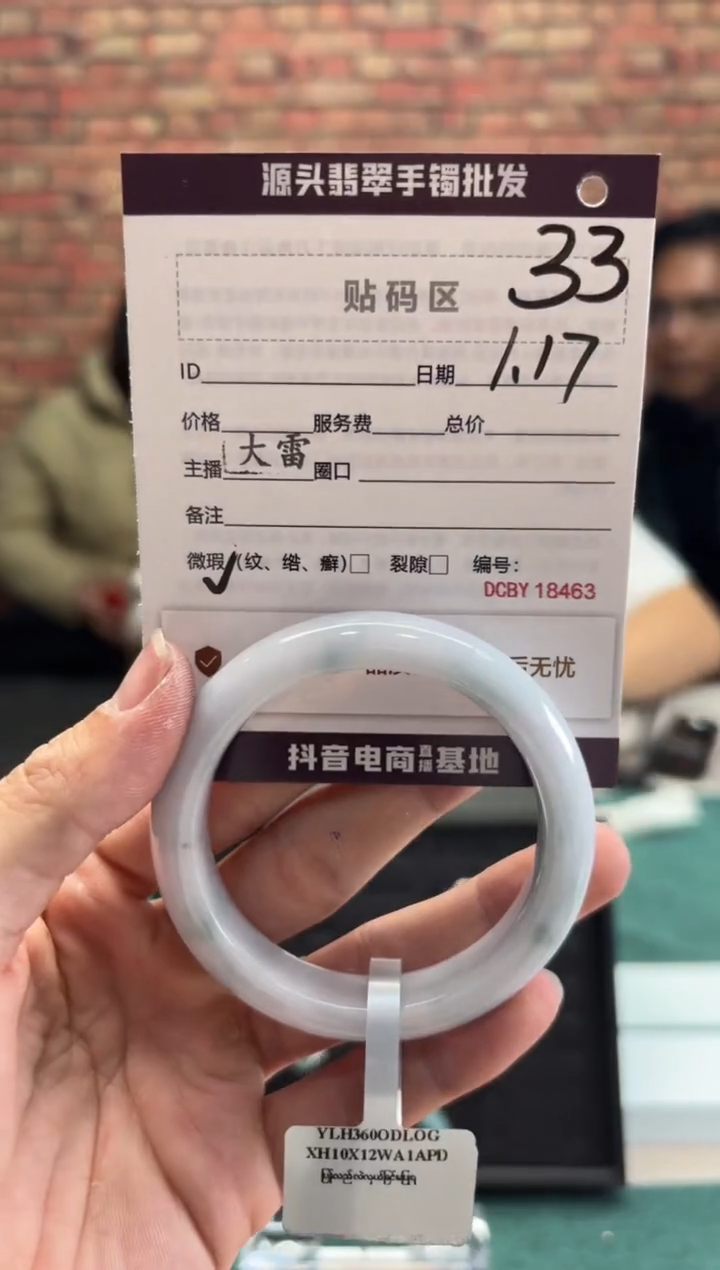 源头翡翠手镯批发
33
贴码区
ID 日期 1.17
价格 服务费 总价
主播 大雷 圈口
备注
微瑕✓(纹、绺、癣)□ 裂隙□ 编号:
DCBY 18463
后无忧
抖音电商直播基地
YLH360ODLOG
XH10X12WA1APD